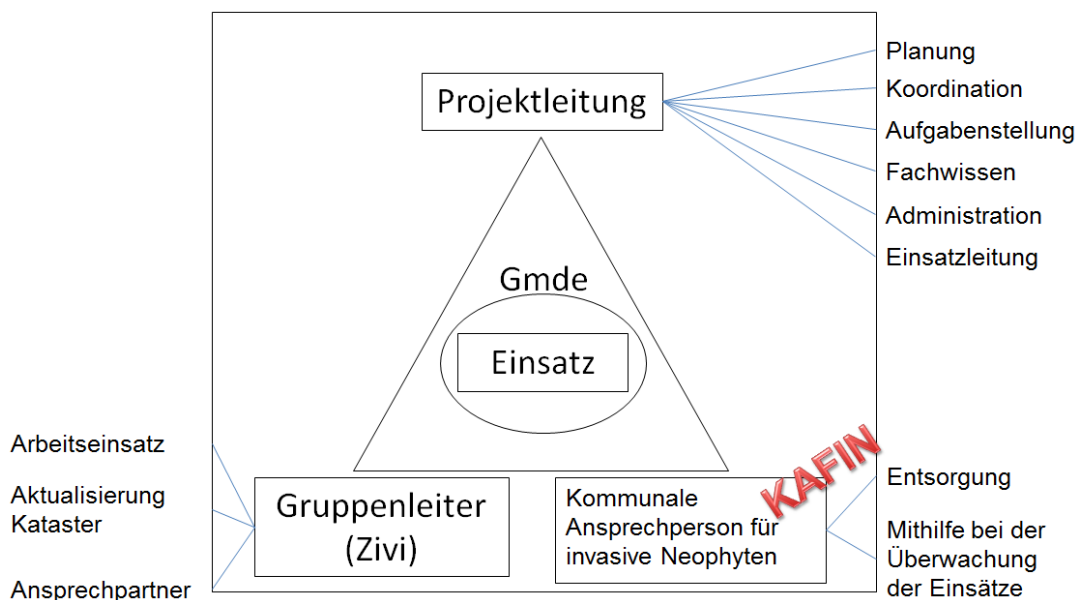 Projektleitung
Planung
Koordination
Aufgabenstellung
Fachwissen
Administration
Einsatzleitung
Gmde
Einsatz
Arbeitseinsatz
Aktualisierung
Kataster
Ansprechpartner
Gruppenleiter
(Zivi)
KAFIN
Kommunale
Ansprechperson für
invasive Neophyten
Entsorgung
Mithilfe bei der
Überwachung
der Einsätze